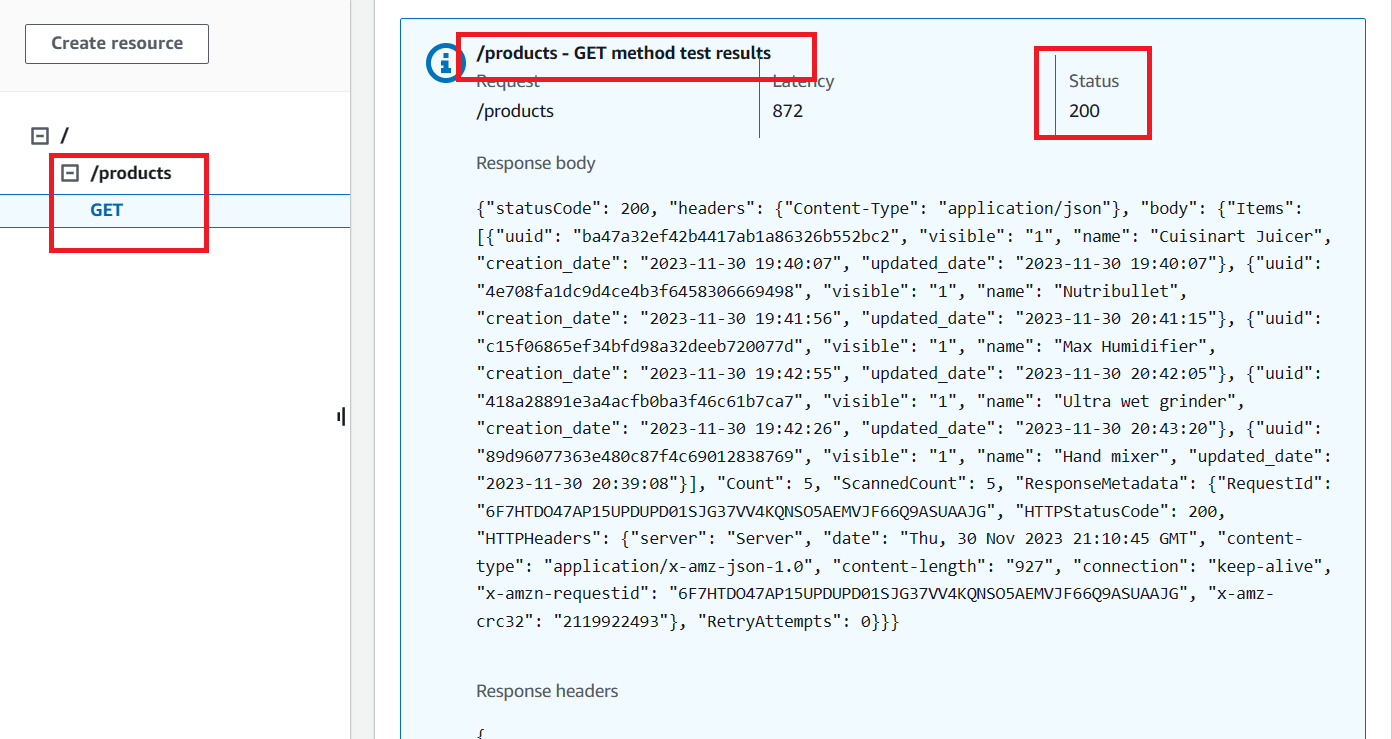 Create resource
/
/products
GET
/products - GET method test results
Request
Latency
Status
/products
872
200
Response body
{"statusCode": 200, "headers": {"Content-Type": "application/json"}, "body": {"Items":
[{"uuid": "ba47a32ef42b4417ab1a86326b552bc2", "visible": "1", "name": "Cuisinart Juicer",
"creation_date": "2023-11-30 19:40:07", "updated_date": "2023-11-30 19:40:07"}, {"uuid":
"4e708fa1dc9d4ce4b3f6458306669498", "visible": "1", "name": "Nutribullet",
"creation_date": "2023-11-30 19:41:56", "updated_date": "2023-11-30 20:41:15"}, {"uuid":
"c15f06865ef34bfd98a32deeb720077d", "visible": "1", "name": "Max Humidifier",
"creation_date": "2023-11-30 19:42:55", "updated_date": "2023-11-30 20:42:05"}, {"uuid":
"418a28891e3a4acfb0ba3f46c61b7ca7", "visible": "1", "name": "Ultra wet grinder",
"creation_date": "2023-11-30 19:42:26", "updated_date": "2023-11-30 20:43:20"}, {"uuid":
"89d96077363e480c87f4c69012838769", "visible": "1", "name": "Hand mixer", "updated_date":
"2023-11-30 20:39:08"}], "Count": 5, "ScannedCount": 5, "ResponseMetadata": {"RequestId":
"6F7HTDO47AP15UPDUPD01SJG37VV4KQNSO5AEMVJF66Q9ASUAAJG", "HTTPStatusCode": 200,
"HTTPHeaders": {"server": "Server", "date": "Thu, 30 Nov 2023 21:10:45 GMT", "content-
type": "application/x-amz-json-1.0", "content-length": "927", "connection": "keep-alive",
"x-amzn-requestid": "6F7HTDO47AP15UPDUPD01SJG37VV4KQNSO5AEMVJF66Q9ASUAAJG", "x-amz-
crc32": "2119922493"}, "RetryAttempts": 0}}}
Response headers
{